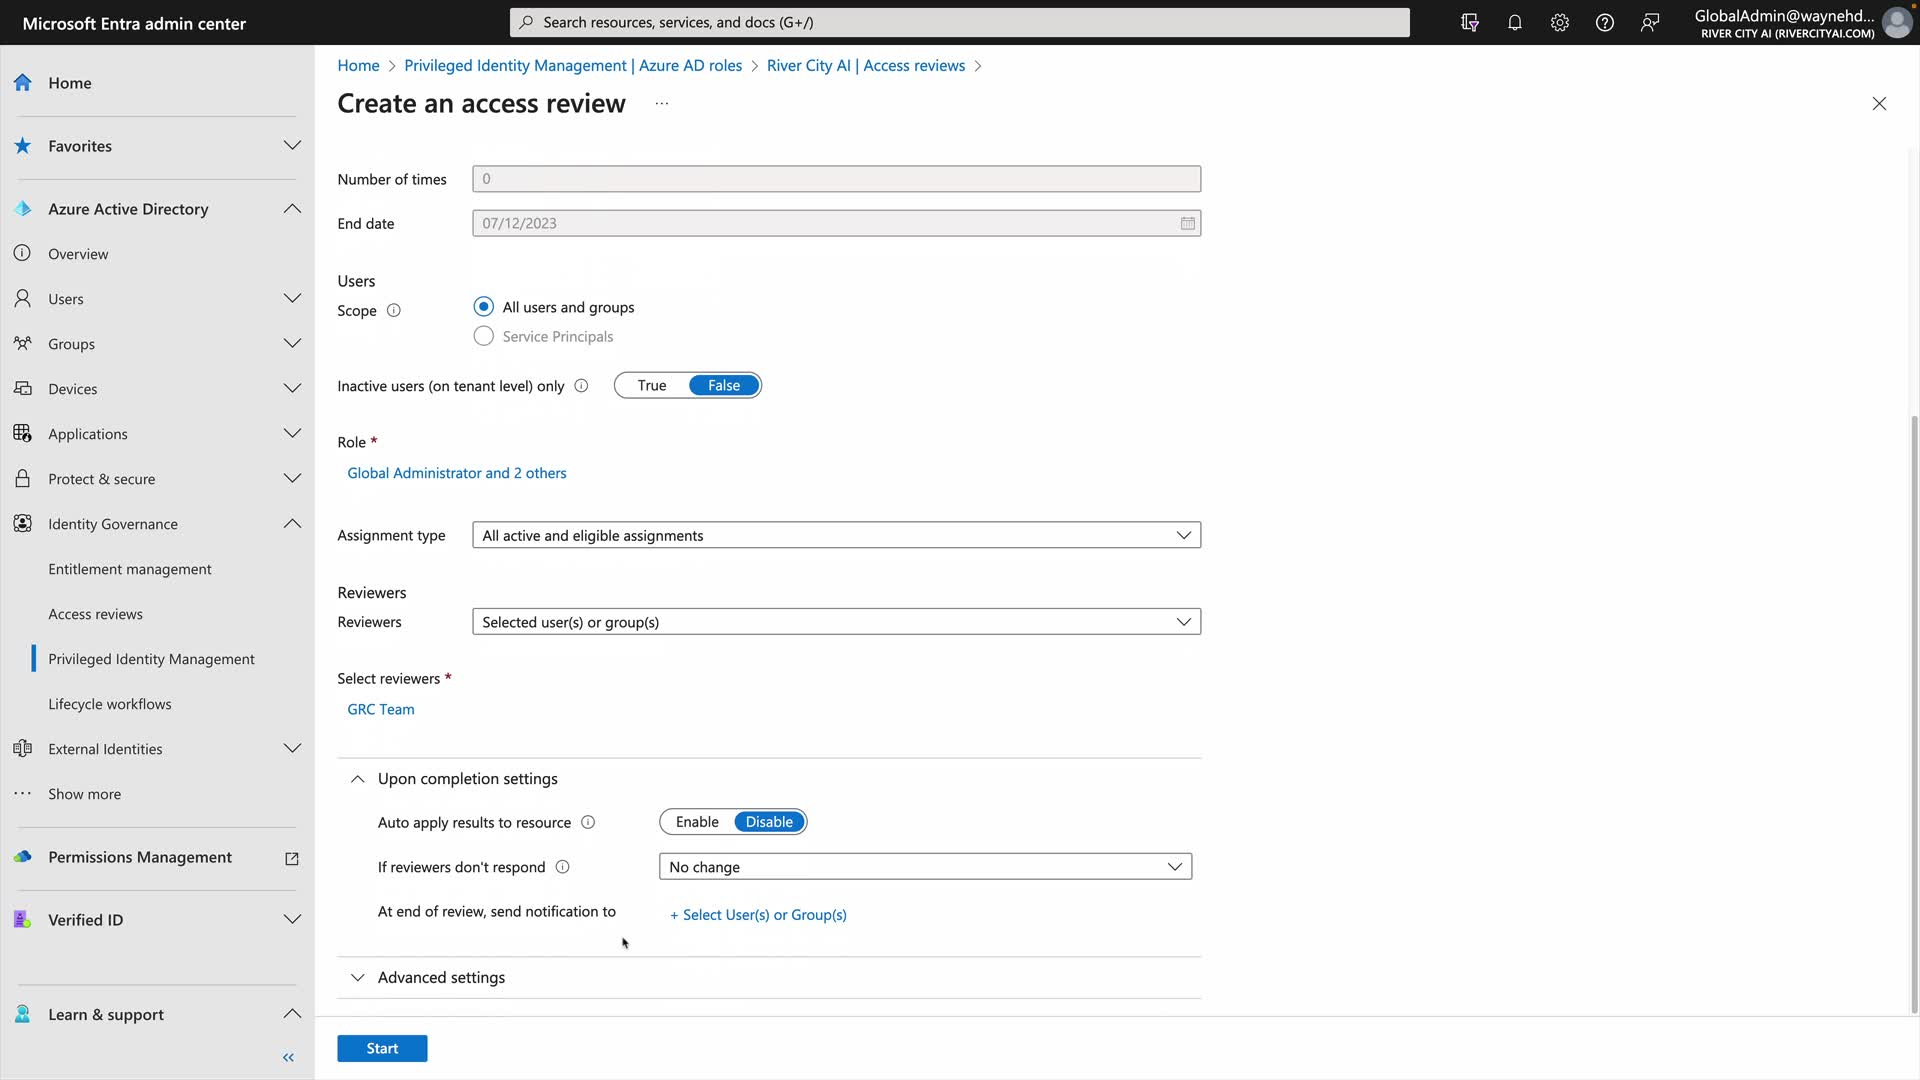 Microsoft Entra admin center
Search resources, services, and docs (G+/)
GlobalAdmin@waynehd...
RIVER CITY AI (RIVERCITYAI.COM)
Home
Favorites
Azure Active Directory
Overview
Users
Groups
Devices
Applications
Protect & secure
Identity Governance
Entitlement management
Access reviews
Privileged Identity Management
Lifecycle workflows
External Identities
Show more
Permissions Management
Verified ID
Learn & support
Home > Privileged Identity Management | Azure AD roles > River City AI | Access reviews >
Create an access review ...
Number of times 0
End date 07/12/2023
Users
Scope All users and groups
Service Principals
Inactive users (on tenant level) only True False
Role *
Global Administrator and 2 others
Assignment type All active and eligible assignments
Reviewers
Reviewers Selected user(s) or group(s)
Select reviewers *
GRC Team
Upon completion settings
Auto apply results to resource Enable Disable
If reviewers don't respond No change
At end of review, send notification to + Select User(s) or Group(s)
Advanced settings
Start